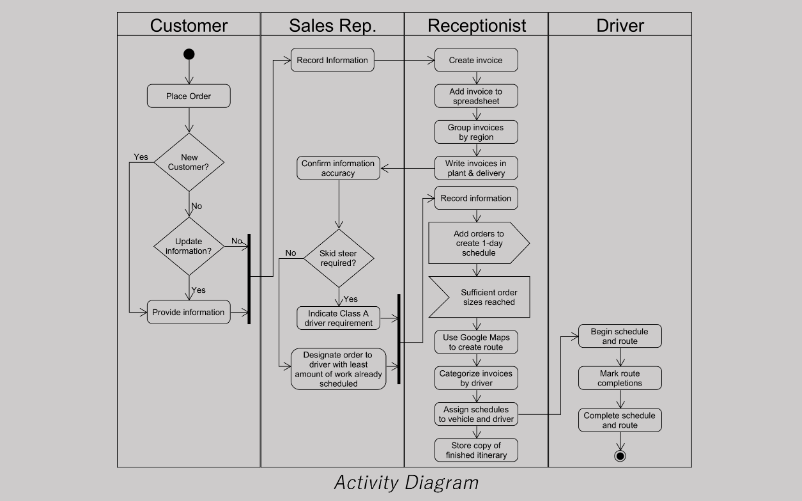 Customer
Sales Rep.
Receptionist
Driver
Place Order
New
Customer?
Yes
No
Update
information?
No
Yes
Provide information
Record Information
Confirm information
accuracy
Skid steer
required?
No
Yes
Indicate Class A
driver requirement
Designate order to
driver with least
amount of work already
scheduled
Create invoice
Add invoice to
spreadsheet
Group invoices
by region
Write invoices in
plant & delivery
Record information
Add orders to
create 1-day
schedule
Sufficient order
sizes reached
Use Google Maps
to create route
Categorize invoices
by driver
Assign schedules
to vehicle and driver
Store copy of
finished itinerary
Begin schedule
and route
Mark route
completions
Complete schedule
and route
Activity Diagram